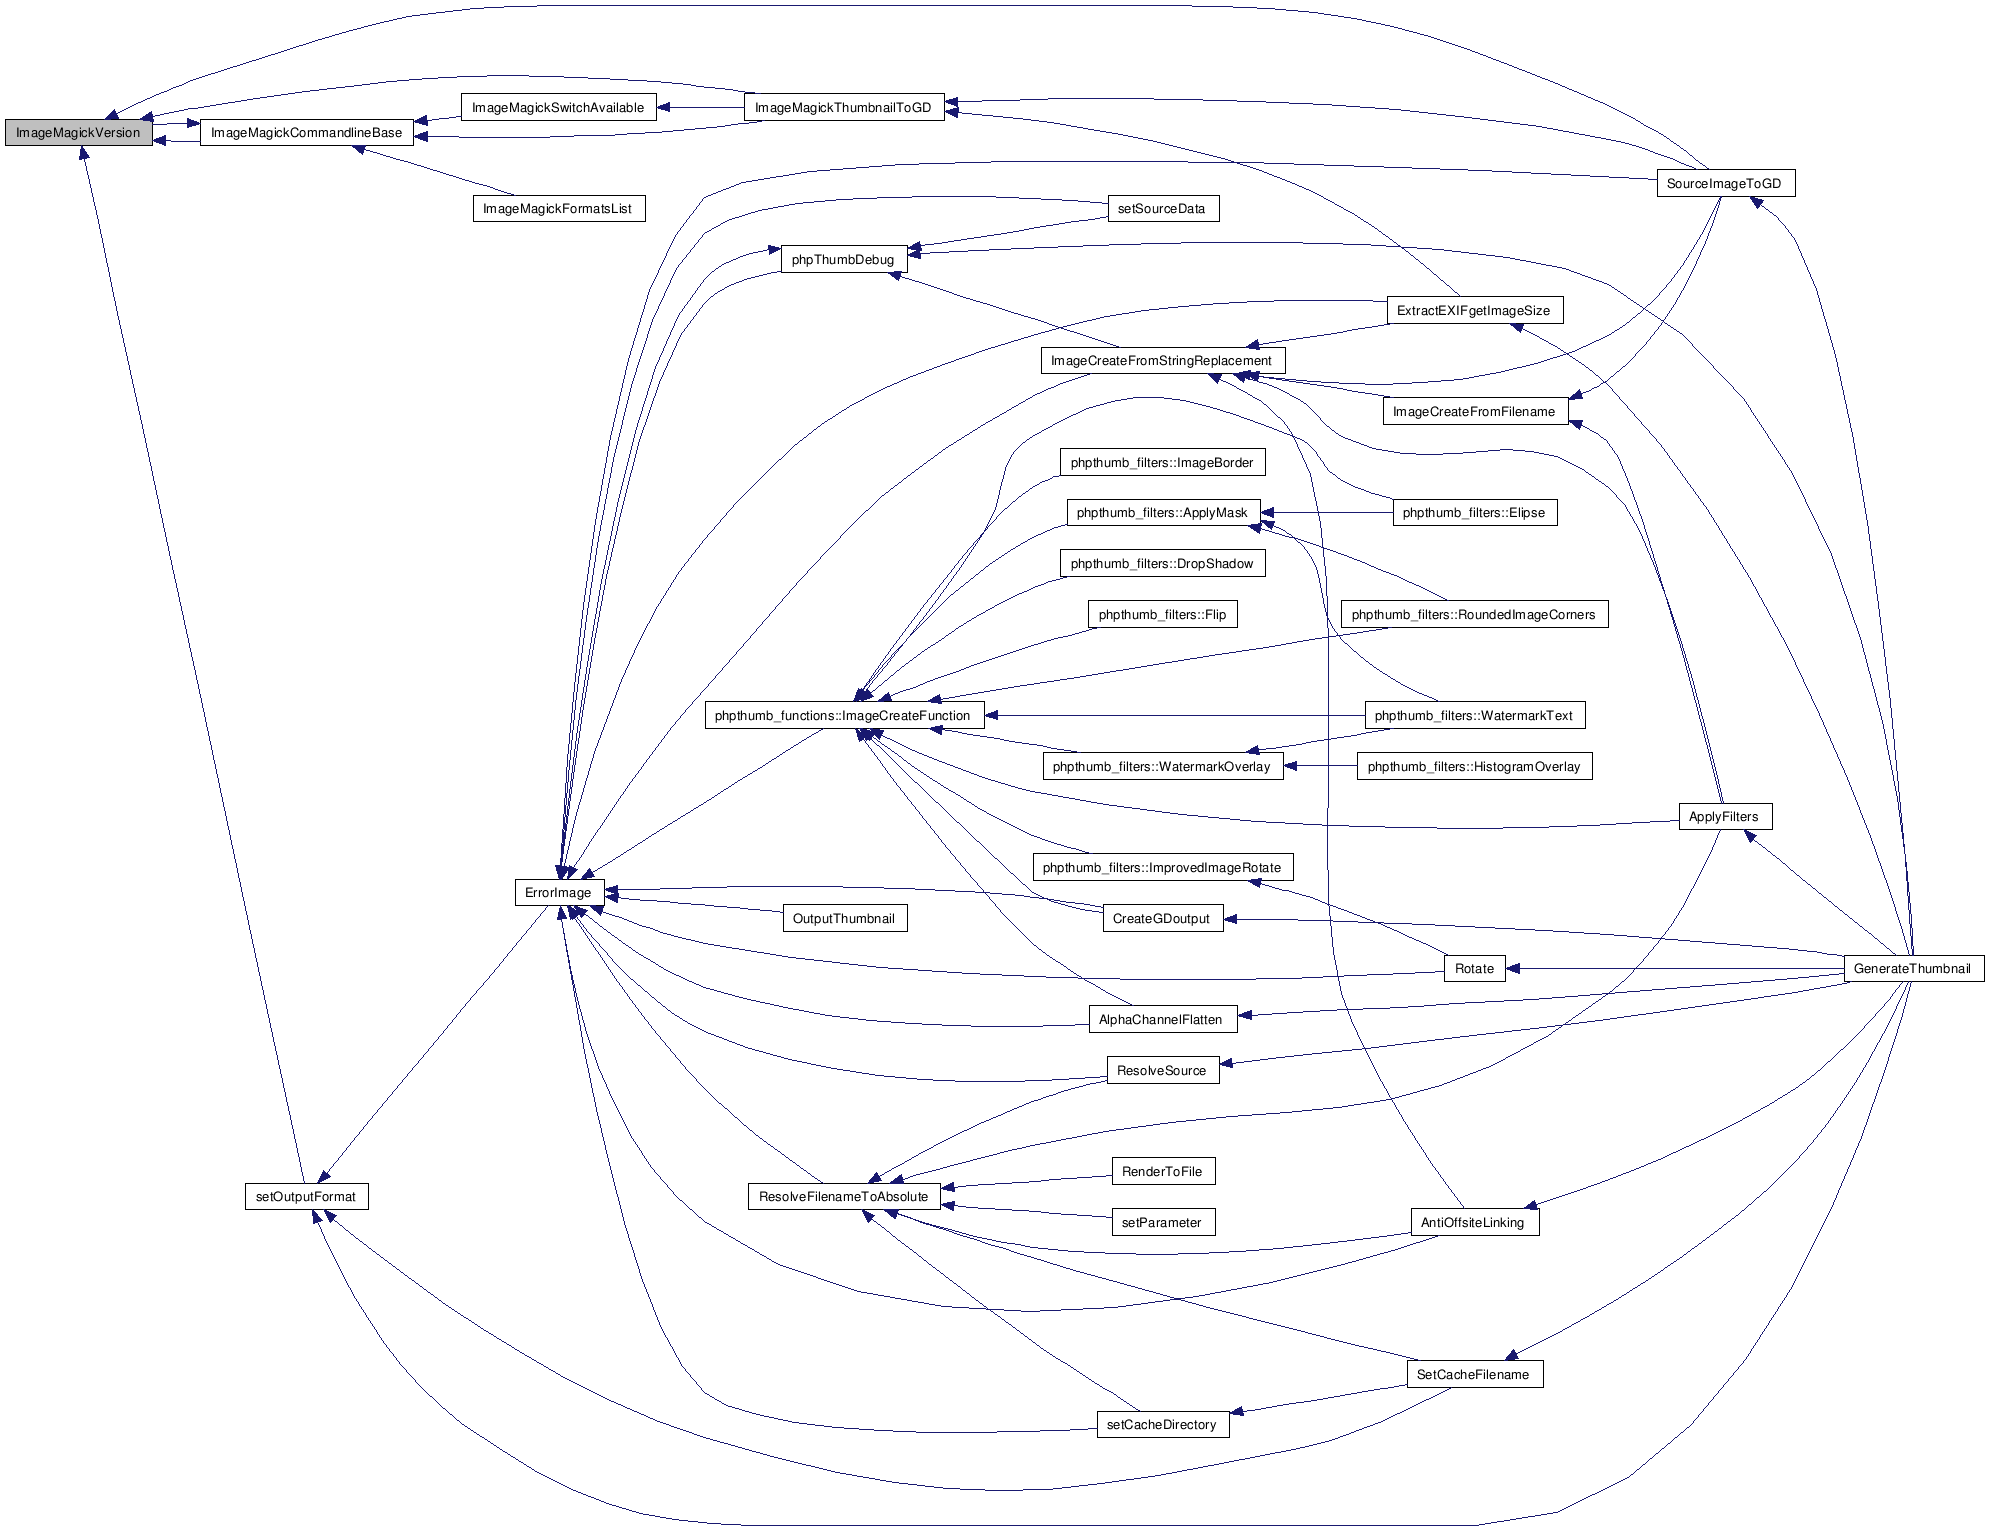 ImageMagickSwitchAvailable
ImageMagickThumbnailToGD
ImageMagickVersion
ImageMagickCommandlineBase
SourceImageToGD
ImageMagickFormatsList
setSourceData
phpThumbDebug
ExtractEXIFgetImageSize
ImageCreateFromStringReplacement
ImageCreateFromFilename
phpthumb_filters::ImageBorder
phpthumb_filters::ApplyMask
phpthumb_filters::Elipse
phpthumb_filters::DropShadow
phpthumb_filters::Flip
phpthumb_filters::RoundedImageCorners
phpthumb_functions::ImageCreateFunction
phpthumb_filters::WatermarkText
phpthumb_filters::WatermarkOverlay
phpthumb_filters::HistogramOverlay
ApplyFilters
phpthumb_filters::ImprovedImageRotate
ErrorImage
OutputThumbnail
CreateGDoutput
Rotate
GenerateThumbnail
AlphaChannelFlatten
ResolveSource
RenderToFile
setOutputFormat
ResolveFilenameToAbsolute
setParameter
AntiOffsiteLinking
SetCacheFilename
setCacheDirectory